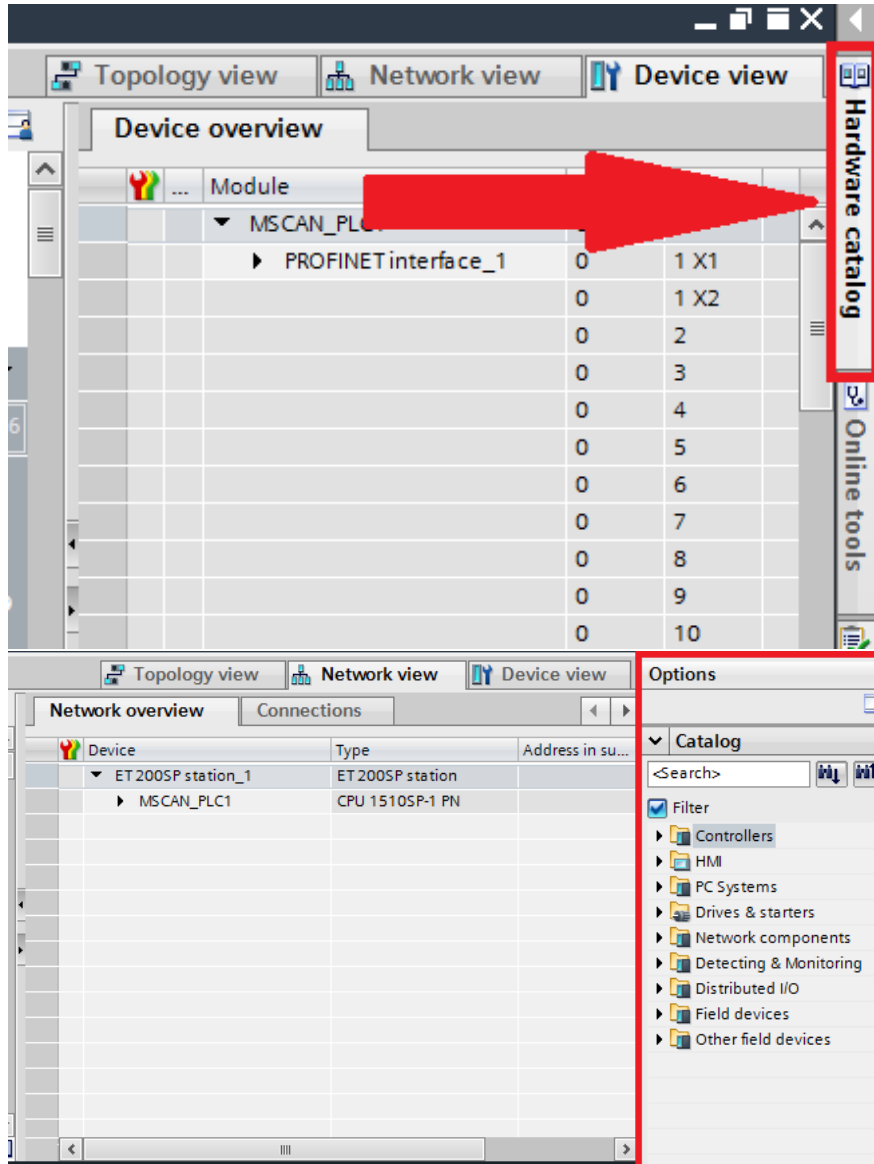 Topology view Network view Device view
Device overview
... Module
MSCAN_PLC1
PROFINET interface_1 0 1 X1
0 1 X2
0 2
0 3
0 4
0 5
0 6
0 7
0 8
0 9
0 10
Hardware catalog
Online tools
Topology view Network view Device view
Network overview Connections
Device Type Address in su...
ET 200SP station_1 ET 200SP station
MSCAN_PLC1 CPU 1510SP-1 PN
Options
Catalog
<Search>
Filter
Controllers
HMI
PC Systems
Drives & starters
Network components
Detecting & Monitoring
Distributed I/O
Field devices
Other field devices